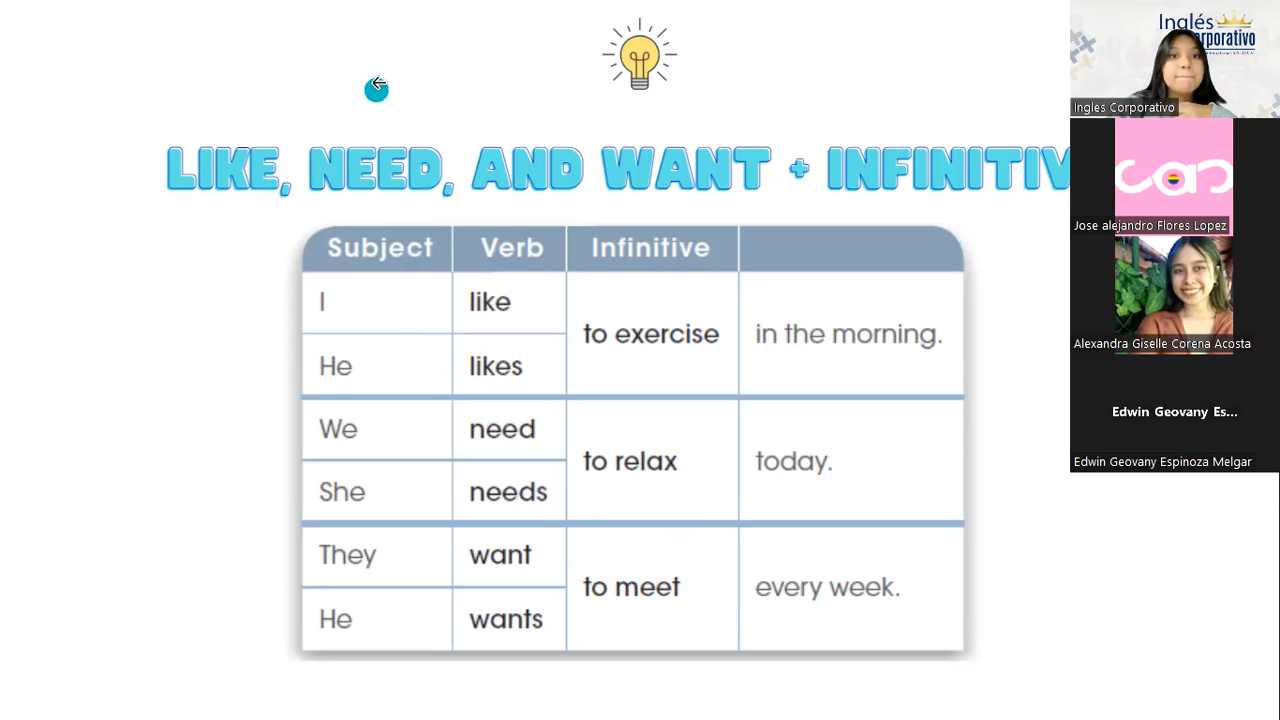 LIKE, NEED, AND WANT + INFINITIV
Subject Verb Infinitive
I like
to exercise in the morning.
He likes
We need
to relax today.
She needs
They want
to meet every week.
He wants
Inglés
rporativo
Ingles Corporativo
cas
Jose alejandro Flores Lopez
Alexandra Giselle Corena Acosta
Edwin Geovany Es...
Edwin Geovany Espinoza Melgar